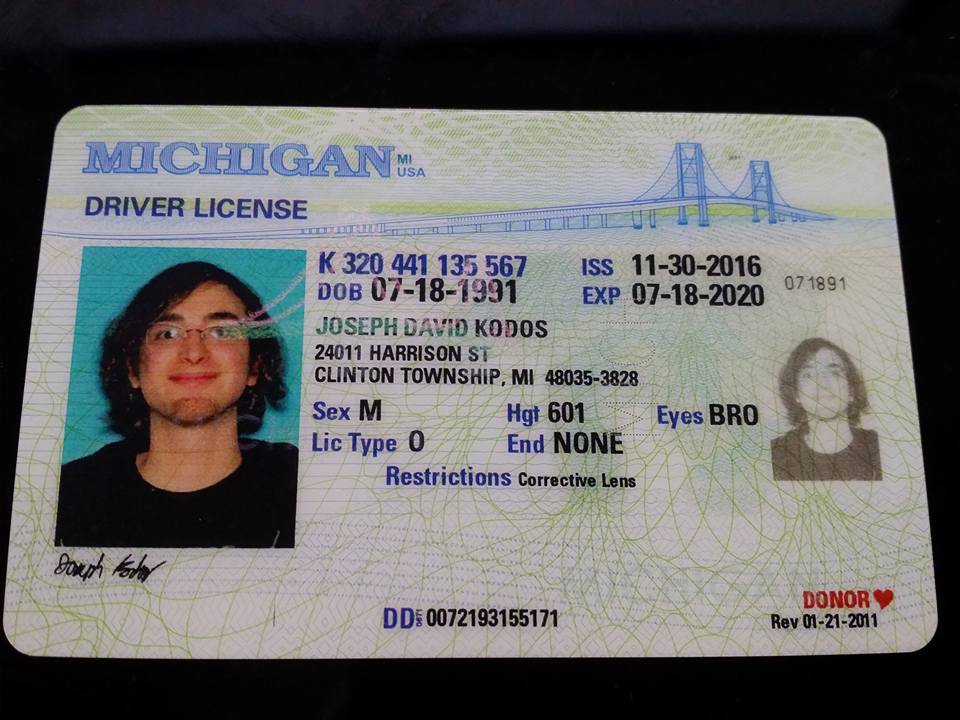 MICHIGAN MI USA
DRIVER LICENSE
K 320 441 135 567 ISS 11-30-2016
DOB 07-18-1991 EXP 07-18-2020 071891
JOSEPH DAVID KODOS
24011 HARRISON ST
CLINTON TOWNSHIP, MI 48035-3828
Sex M Hgt 601 Eyes BRO
Lic Type O End NONE
Restrictions Corrective Lens
Joseph Kodos
DONOR
DD 0072193155171 Rev 01-21-2011